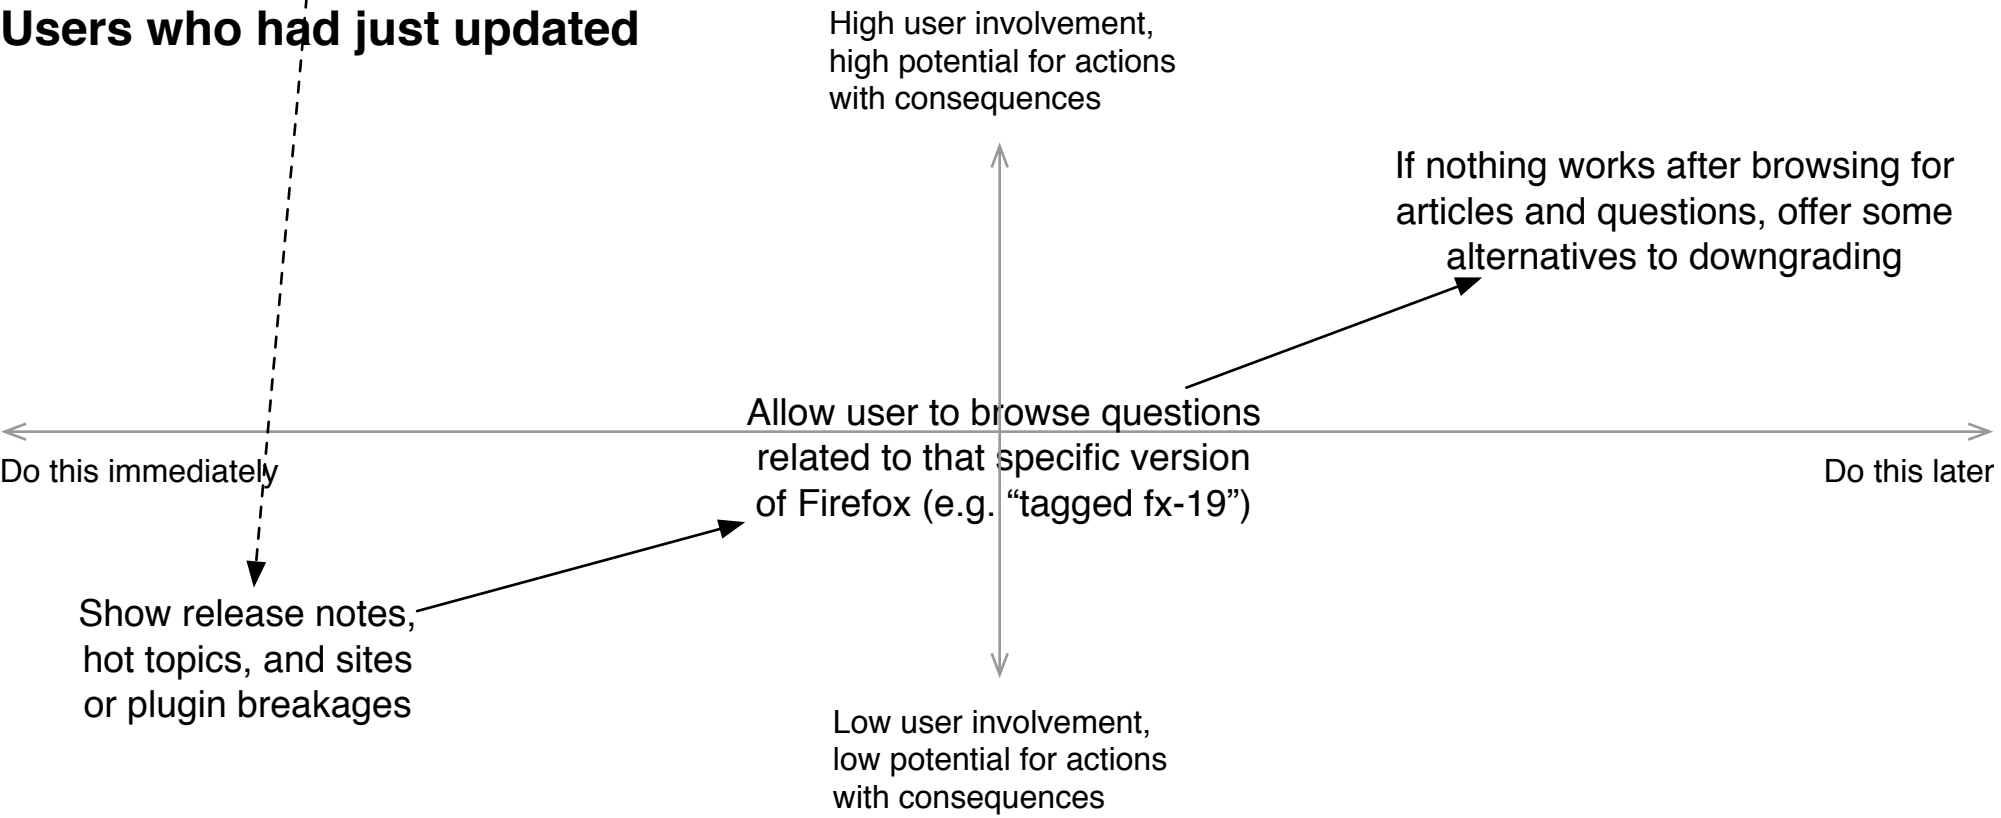 Users who had just updated
High user involvement,
high potential for actions
with consequences
If nothing works after browsing for
articles and questions, offer some
alternatives to downgrading
Allow user to browse questions
related to that specific version
of Firefox (e.g. “tagged fx-19”)
Do this immediately
Do this later
Show release notes,
hot topics, and sites
or plugin breakages
Low user involvement,
low potential for actions
with consequences